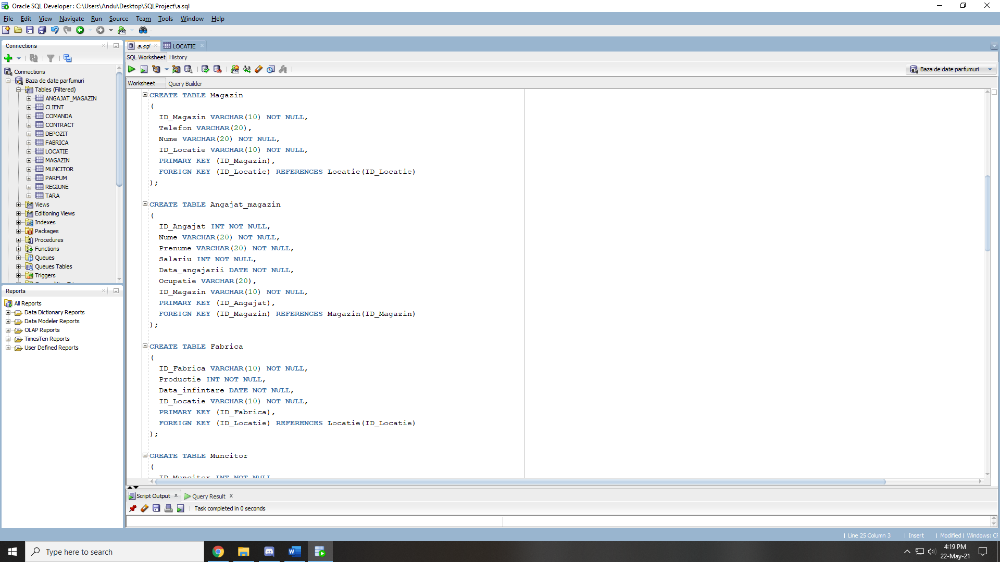 Oracle SQL Developer : C:\Users\Andu\Desktop\SQLProject\a.sql
File Edit View Navigate Run Source Team Tools Window Help
Connections
Connections
Baza de date parfumuri
Tables (Filtered)
ANGAJAT_MAGAZIN
CLIENT
COMANDA
CONTRACT
DEPOZIT
FABRICA
LOCATIE
MAGAZIN
MUNCITOR
PARFUM
REGIUNE
TARA
Views
Editioning Views
Indexes
Packages
Procedures
Functions
Queues
Queues Tables
Triggers
Reports
All Reports
Data Dictionary Reports
Data Modeler Reports
OLAP Reports
TimesTen Reports
User Defined Reports
a.sql LOCATIE
SQL Worksheet History
Baza de date parfumuri
Worksheet Query Builder
CREATE TABLE Magazin
(
ID_Magazin VARCHAR(10) NOT NULL,
Telefon VARCHAR(20),
Nume VARCHAR(20) NOT NULL,
ID_Locatie VARCHAR(10) NOT NULL,
PRIMARY KEY (ID_Magazin),
FOREIGN KEY (ID_Locatie) REFERENCES Locatie(ID_Locatie)
);
CREATE TABLE Angajat_magazin
(
ID_Angajat INT NOT NULL,
Nume VARCHAR(20) NOT NULL,
Prenume VARCHAR(20) NOT NULL,
Salariu INT NOT NULL,
Data_angajarii DATE NOT NULL,
Ocupatie VARCHAR(20),
ID_Magazin VARCHAR(10) NOT NULL,
PRIMARY KEY (ID_Angajat),
FOREIGN KEY (ID_Magazin) REFERENCES Magazin(ID_Magazin)
);
CREATE TABLE Fabrica
(
ID_Fabrica VARCHAR(10) NOT NULL,
Productie INT NOT NULL,
Data_infintare DATE NOT NULL,
ID_Locatie VARCHAR(10) NOT NULL,
PRIMARY KEY (ID_Fabrica),
FOREIGN KEY (ID_Locatie) REFERENCES Locatie(ID_Locatie)
);
CREATE TABLE Muncitor
(
ID_Muncitor INT NOT NULL
Script Output Query Result
Task completed in 0 seconds
Line 25 Column 3 | Insert | Modified | Windows:
Type here to search
4:19 PM
22-May-21